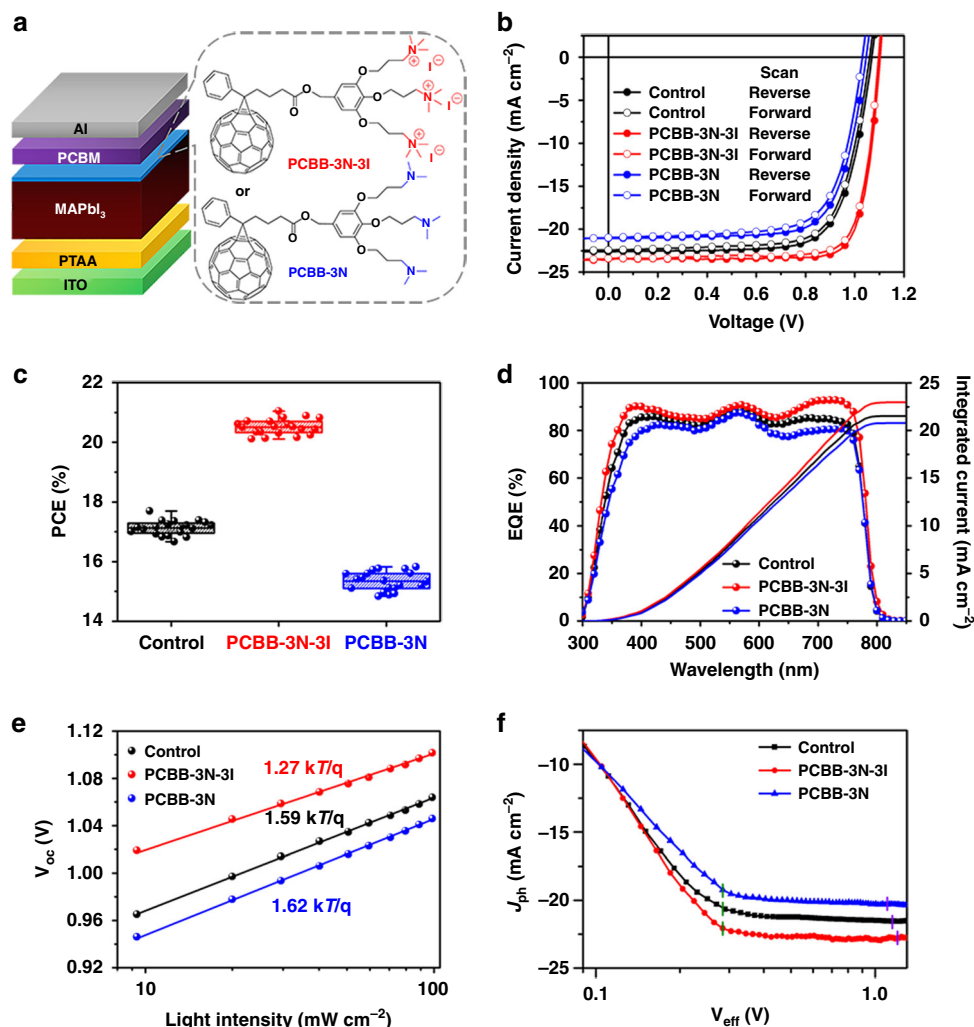 a
Al
PCBM
MAPbI3
PTAA
ITO
N
⊕
I⊖
O
N
⊕
I⊖
O
O
O
O
N
⊕
I⊖
PCBB-3N-3I
or
N
O
O
O
O
O
N
N
PCBB-3N
b
Scan
Control Reverse
Control Forward
PCBB-3N-3I Reverse
PCBB-3N-3I Forward
PCBB-3N Reverse
PCBB-3N Forward
0
−5
−10
−15
−20
−25
Current density (mA cm−2)
0.0 0.2 0.4 0.6 0.8 1.0 1.2
Voltage (V)
c
22
20
18
16
14
PCE (%)
Control PCBB-3N-3I PCBB-3N
d
100
80
60
40
20
0
EQE (%)
25
20
15
10
5
0
Integrated current (mA cm−2)
Control
PCBB-3N-3I
PCBB-3N
300 400 500 600 700 800
Wavelength (nm)
e
1.12
1.08
1.04
1.00
0.96
0.92
Voc (V)
Control
PCBB-3N-3I
PCBB-3N
1.27 kT/q
1.59 kT/q
1.62 kT/q
10 100
Light intensity (mW cm−2)
f
−10
−15
−20
−25
Jph (mA cm−2)
Control
PCBB-3N-3I
PCBB-3N
0.1 1.0
Veff (V)